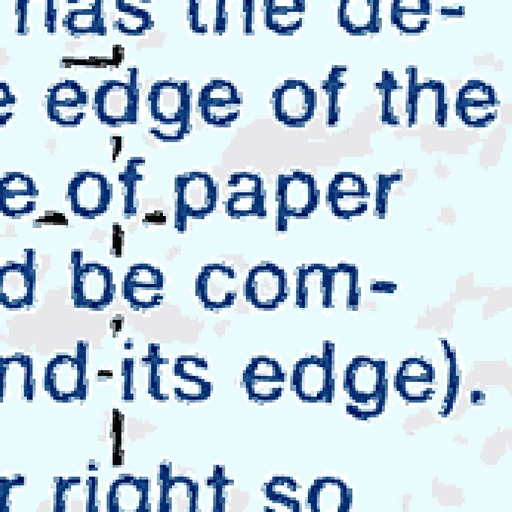 has the de-
e edge of the
e of paper
d be com-
nd its edge).
r right so